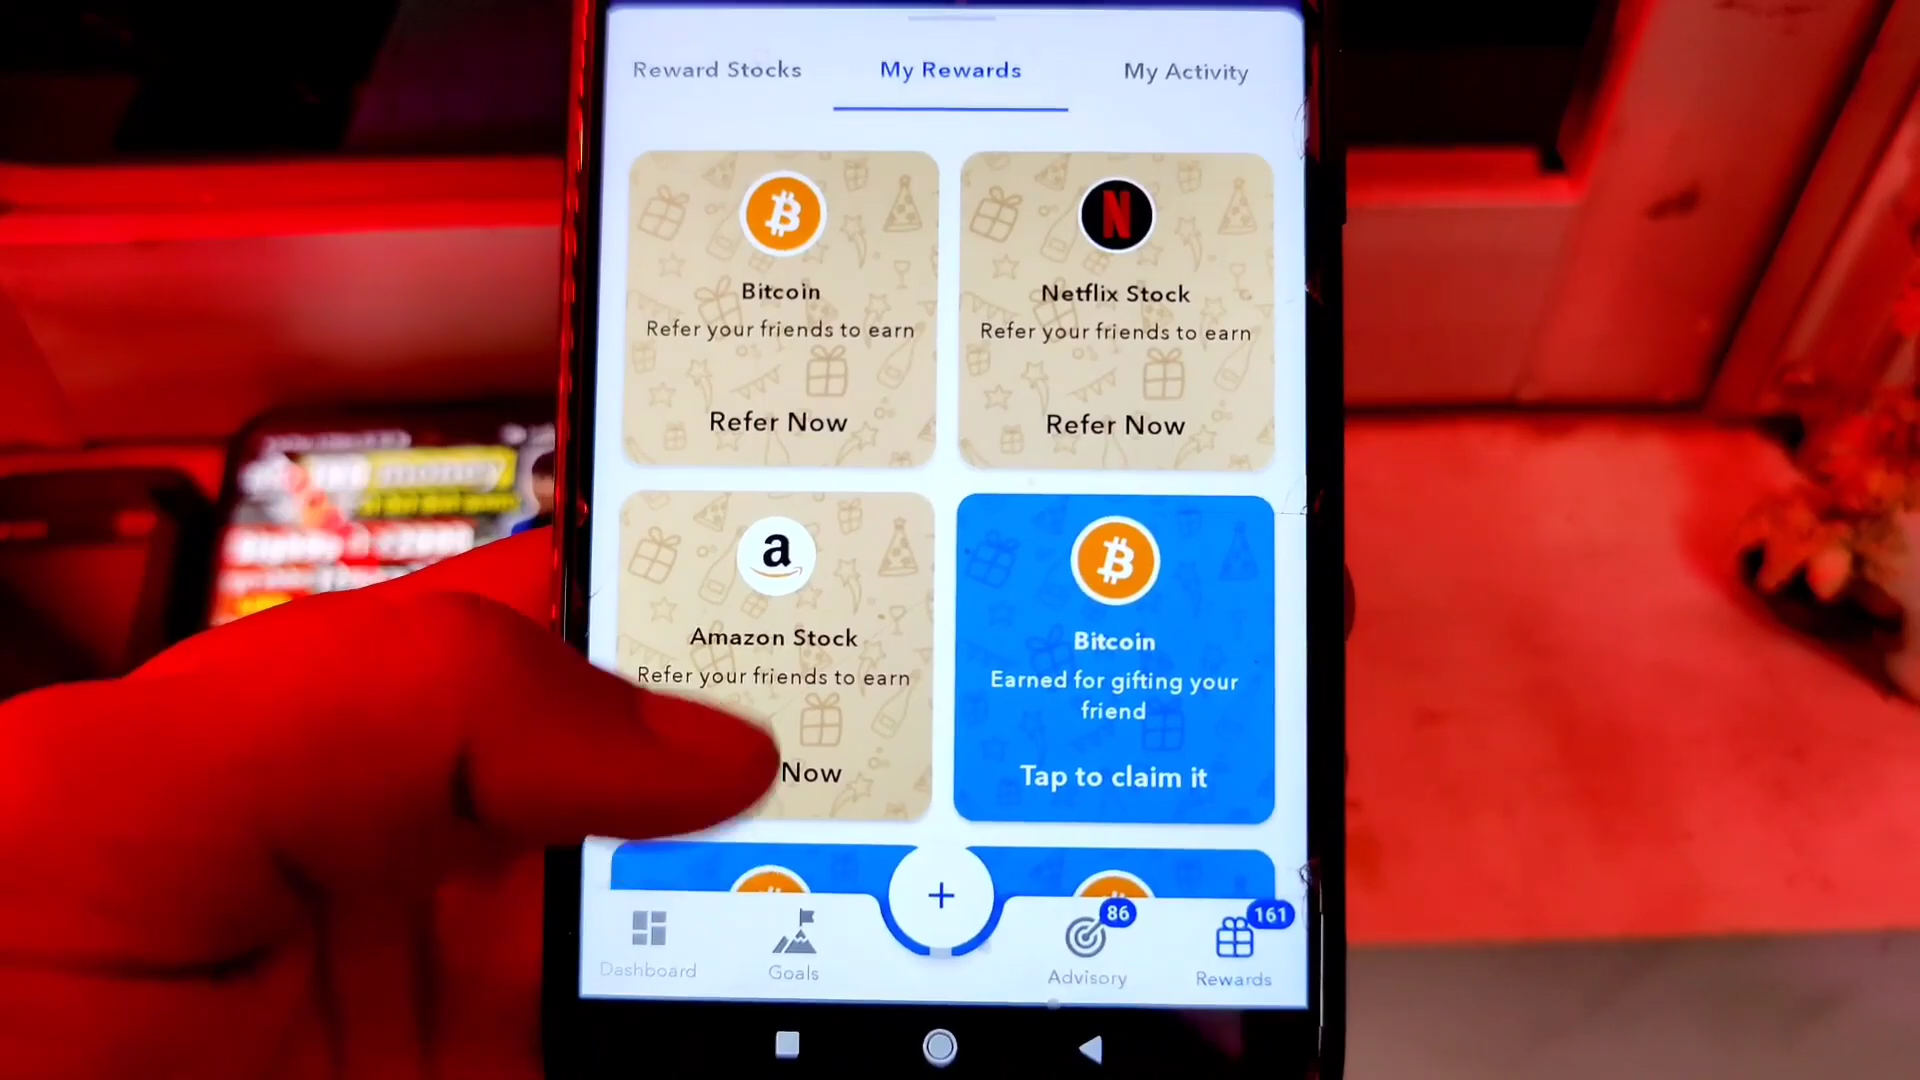 Reward Stocks
My Rewards
My Activity
Bitcoin
Refer your friends to earn
Refer Now
N
Netflix Stock
Refer your friends to earn
Refer Now
a
Amazon Stock
Refer your friends to earn
Now
Bitcoin
Earned for gifting your
friend
Tap to claim it
+
Dashboard
Goals
86
Advisory
161
Rewards
money